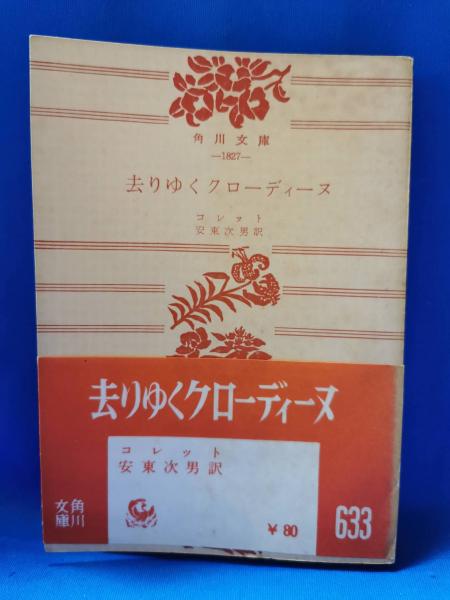 角川文庫
—1827—
去りゆくクローディーヌ
コレット
安東次男訳
去りゆくクローディーヌ
コレット
安東次男訳
角川
文庫
¥80
633